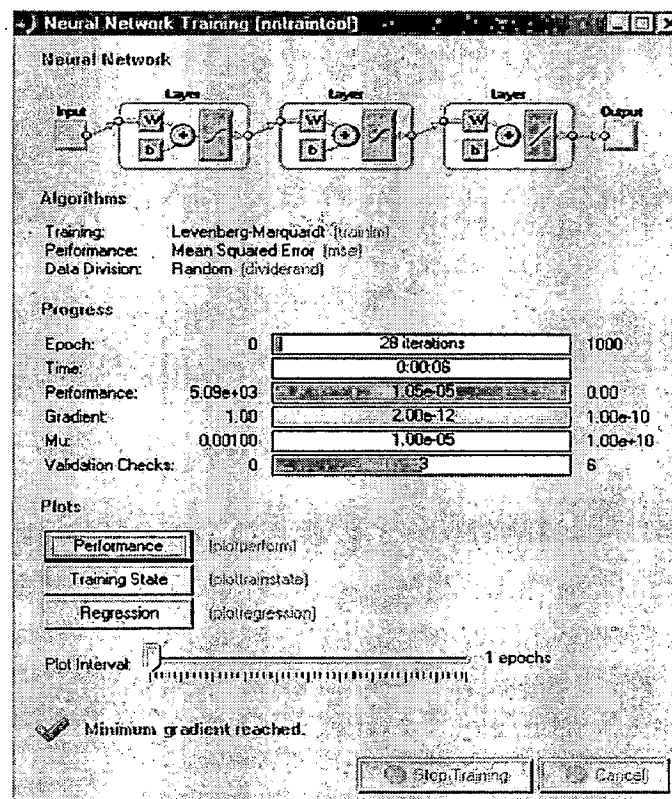 Neural Network Training (nntraintool)
Neural Network
Layer Layer Layer
Input Output
W W W
b b b
Algorithms
Training: Levenberg-Marquardt (trainlm)
Performance: Mean Squared Error (mse)
Data Division: Random (dividerand)
Progress
Epoch: 0 28 iterations 1000
Time: 0:00:06
Performance: 5.09e+03 1.05e-05 0.00
Gradient: 1.00 2.00e-12 1.00e-10
Mu: 0.00100 1.00e-05 1.00e+10
Validation Checks: 0 3 6
Plots
Performance (plotperform)
Training State (plottrainstate)
Regression (plotregression)
Plot Interval: 1 epochs
Minimum gradient reached.
Stop Training Cancel